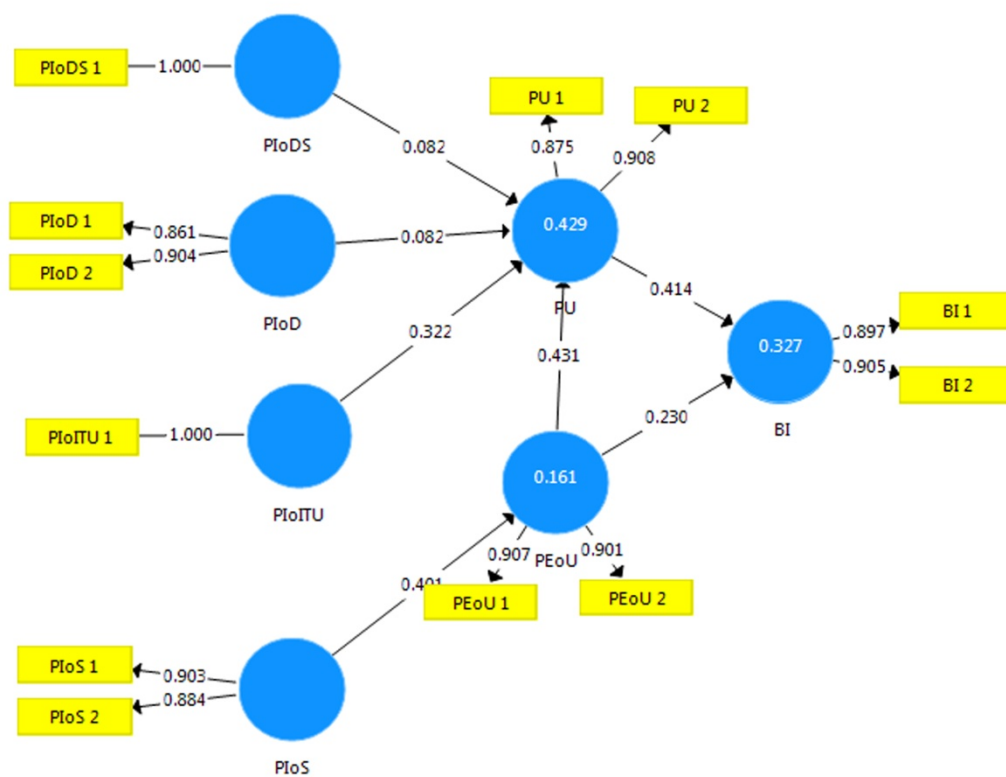 PIoDS 1
1.000
PIoDS
0.082
PU 1
PU 2
0.875
0.908
PIoD 1
PIoD 2
0.861
0.904
PIoD
0.082
0.429
PU
0.322
0.431
0.414
0.327
BI
0.897
0.905
BI 1
BI 2
PIoITU 1
1.000
PIoITU
0.230
0.161
PEoU
0.907
0.901
PEoU 1
PEoU 2
0.401
PIoS 1
PIoS 2
0.903
0.884
PIoS